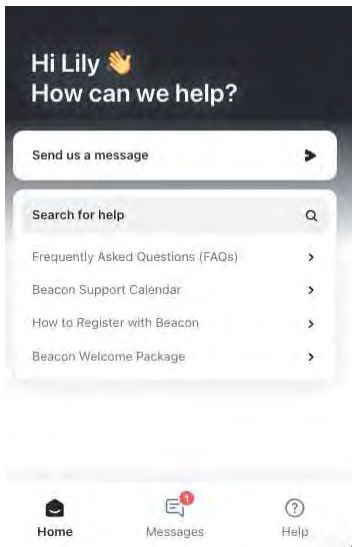 Hi Lily 👋
How can we help?
Send us a message
Search for help
Frequently Asked Questions (FAQs)
Beacon Support Calendar
How to Register with Beacon
Beacon Welcome Package
1
Home
Messages
Help